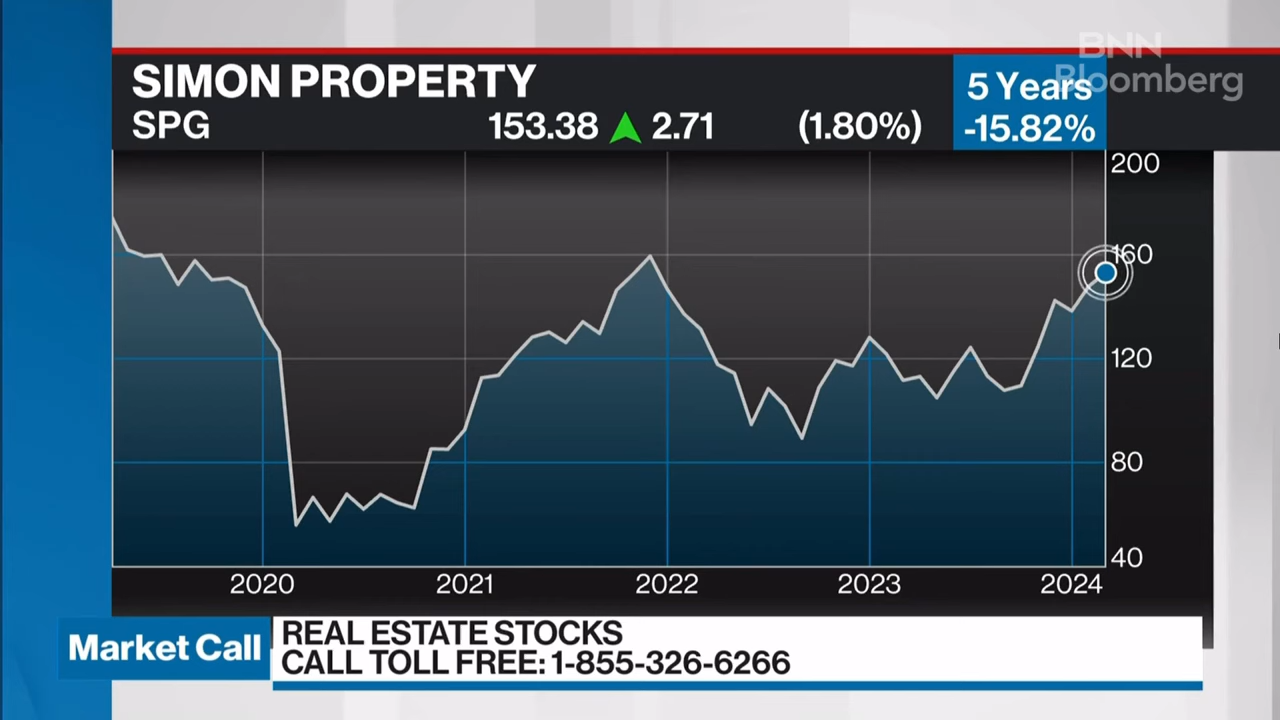 BNN
Bloomberg
SIMON PROPERTY
SPG 153.38 2.71 (1.80%)
5 Years
-15.82%
200
160
120
80
40
2020 2021 2022 2023 2024
Market Call
REAL ESTATE STOCKS
CALL TOLL FREE: 1-855-326-6266